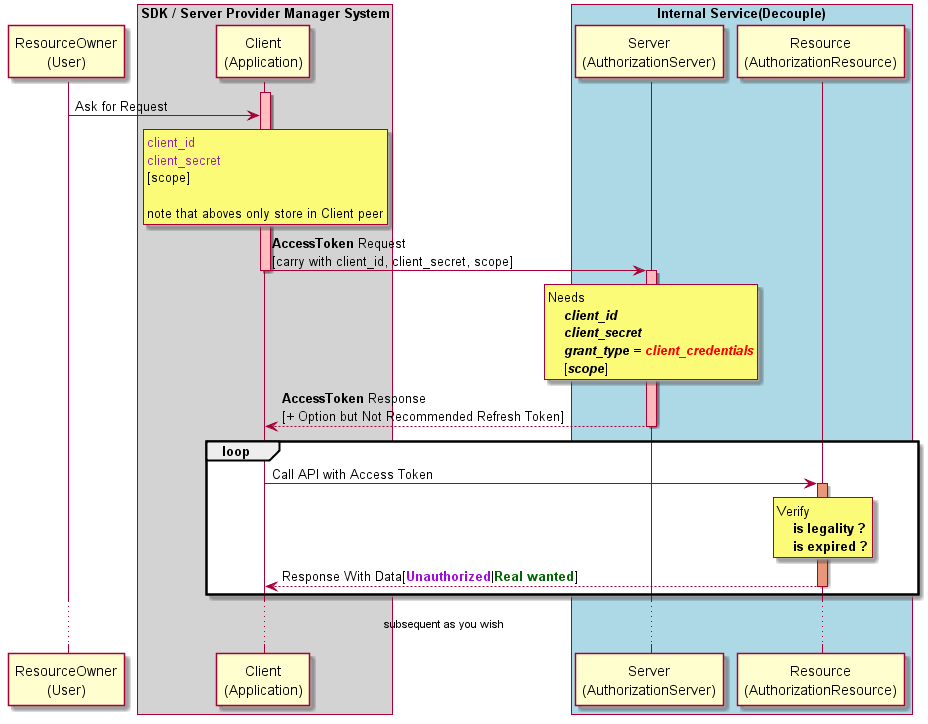 SDK / Server Provider Manager System
Internal Service(Decouple)
ResourceOwner
(User)
Client
(Application)
Server
(AuthorizationServer)
Resource
(AuthorizationResource)
Ask for Request
client_id
client_secret
[scope]
note that aboves only store in Client peer
AccessToken Request
[carry with client_id, client_secret, scope]
Needs
client_id
client_secret
grant_type = client_credentials
[scope]
AccessToken Response
[+ Option but Not Recommended Refresh Token]
loop
Call API with Access Token
Verify
is legality ?
is expired ?
Response With Data[Unauthorized|Real wanted]
subsequent as you wish
ResourceOwner
(User)
Client
(Application)
Server
(AuthorizationServer)
Resource
(AuthorizationResource)